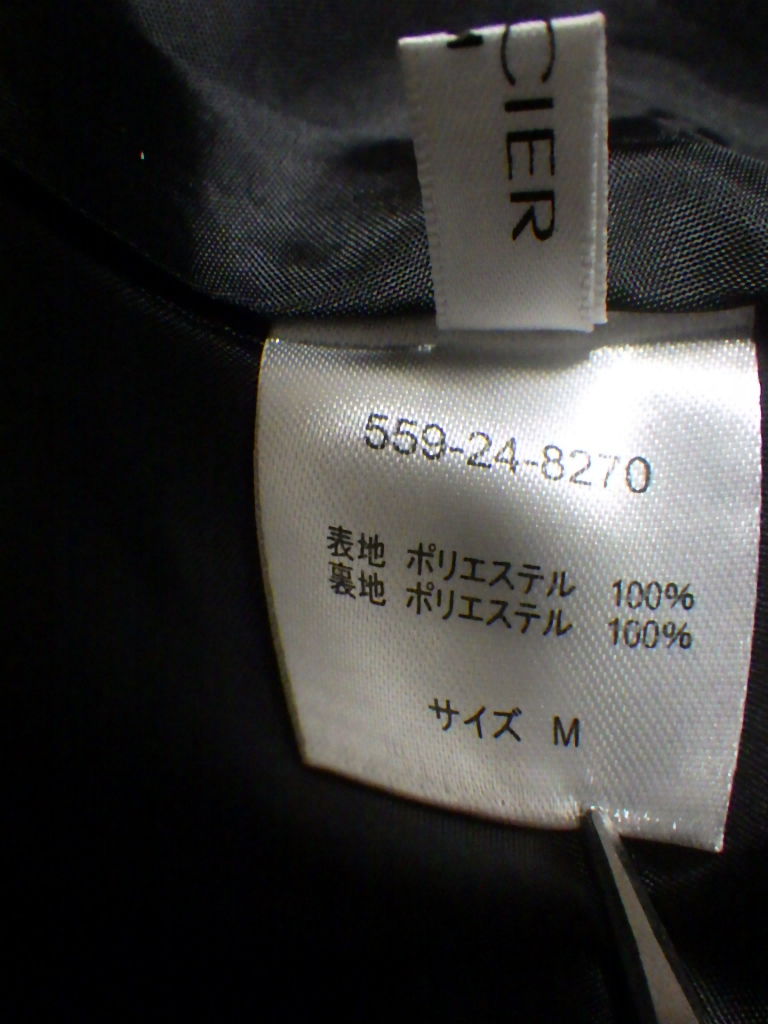 CIER
559-24-8270
表地 ポリエステル 100%
裏地 ポリエステル 100%
サイズ M